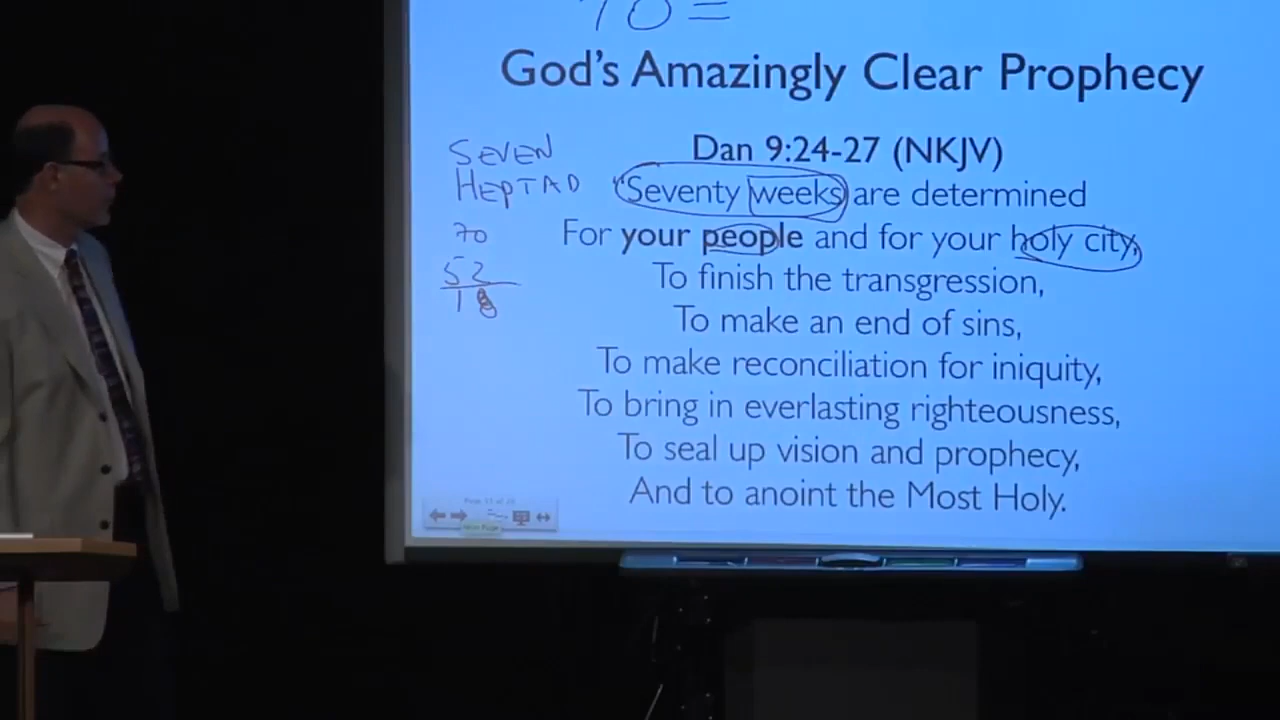 70 =
God's Amazingly Clear Prophecy
SEVEN
HEPTAD
70
52
18
Dan 9:24-27 (NKJV)
"Seventy weeks are determined
For your people and for your holy city,
To finish the transgression,
To make an end of sins,
To make reconciliation for iniquity,
To bring in everlasting righteousness,
To seal up vision and prophecy,
And to anoint the Most Holy.
Next Page